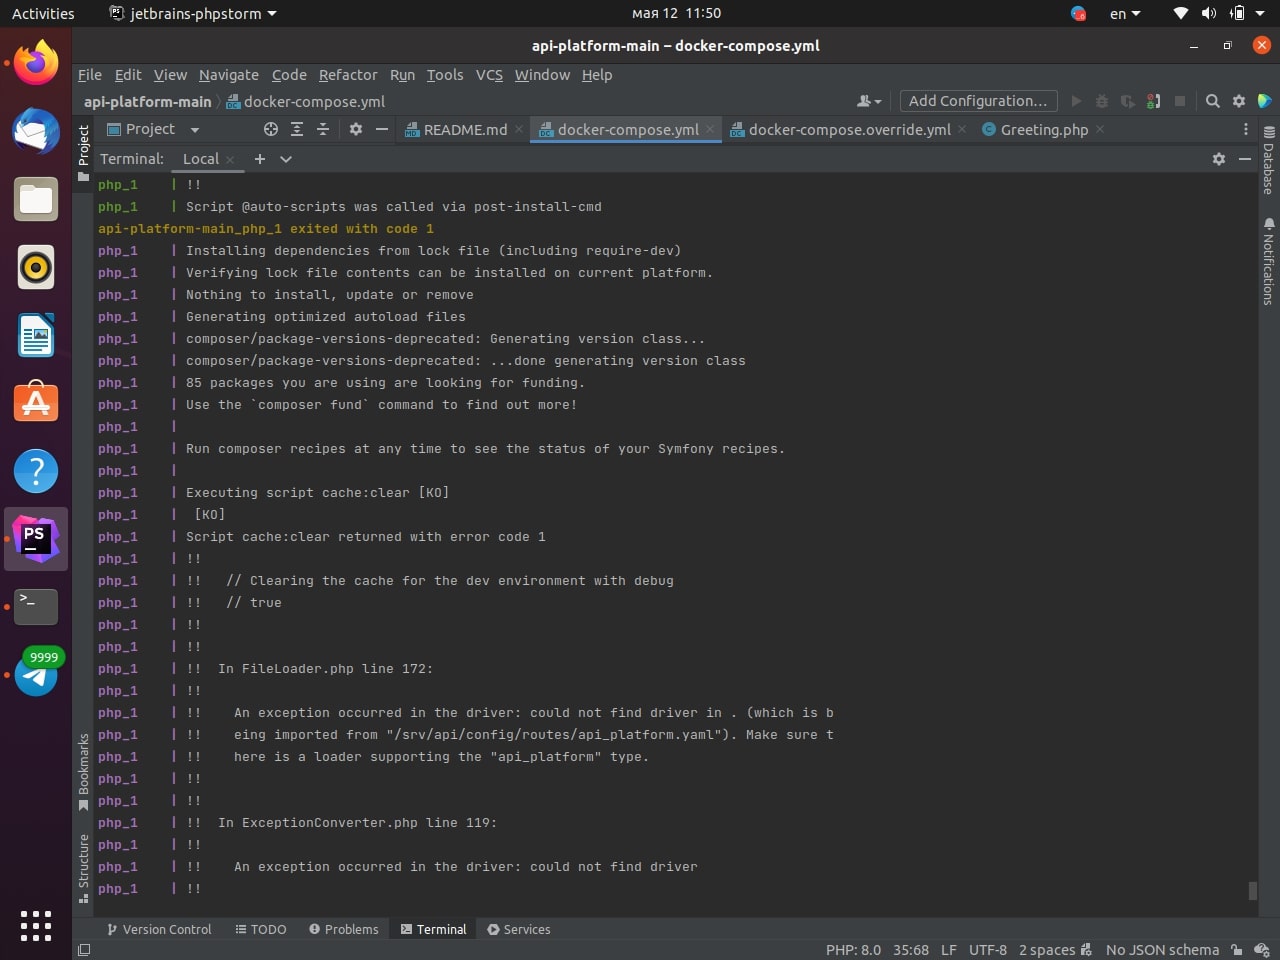 Activities jetbrains-phpstorm мая 12 11:50 en
api-platform-main – docker-compose.yml
File Edit View Navigate Code Refactor Run Tools VCS Window Help
api-platform-main docker-compose.yml Add Configuration...
Project README.md docker-compose.yml docker-compose.override.yml Greeting.php
Project
Database
Notifications
Terminal: Local
php_1 | !!
php_1 | Script @auto-scripts was called via post-install-cmd
api-platform-main_php_1 exited with code 1
php_1 | Installing dependencies from lock file (including require-dev)
php_1 | Verifying lock file contents can be installed on current platform.
php_1 | Nothing to install, update or remove
php_1 | Generating optimized autoload files
php_1 | composer/package-versions-deprecated: Generating version class...
php_1 | composer/package-versions-deprecated: ...done generating version class
php_1 | 85 packages you are using are looking for funding.
php_1 | Use the `composer fund` command to find out more!
php_1 |
php_1 | Run composer recipes at any time to see the status of your Symfony recipes.
php_1 |
php_1 | Executing script cache:clear [KO]
php_1 | [KO]
php_1 | Script cache:clear returned with error code 1
php_1 | !!
php_1 | !! // Clearing the cache for the dev environment with debug
php_1 | !! // true
php_1 | !!
php_1 | !!
php_1 | !! In FileLoader.php line 172:
php_1 | !!
php_1 | !! An exception occurred in the driver: could not find driver in . (which is b
php_1 | !! eing imported from "/srv/api/config/routes/api_platform.yaml"). Make sure t
php_1 | !! here is a loader supporting the "api_platform" type.
php_1 | !!
php_1 | !!
php_1 | !! In ExceptionConverter.php line 119:
php_1 | !!
php_1 | !! An exception occurred in the driver: could not find driver
php_1 | !!
PS
9999
Bookmarks
Structure
Version Control TODO Problems Terminal Services
PHP: 8.0 35:68 LF UTF-8 2 spaces No JSON schema